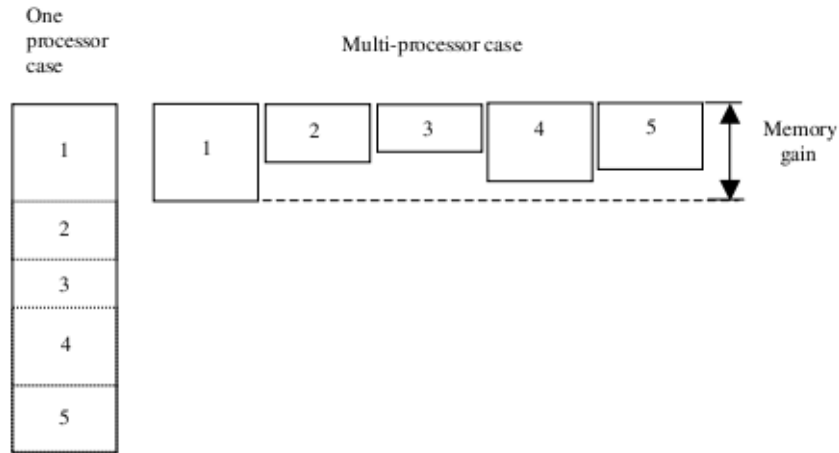 One
processor
case
Multi-processor case
1
2
3
4
5
1
2
3
4
5
Memory
gain